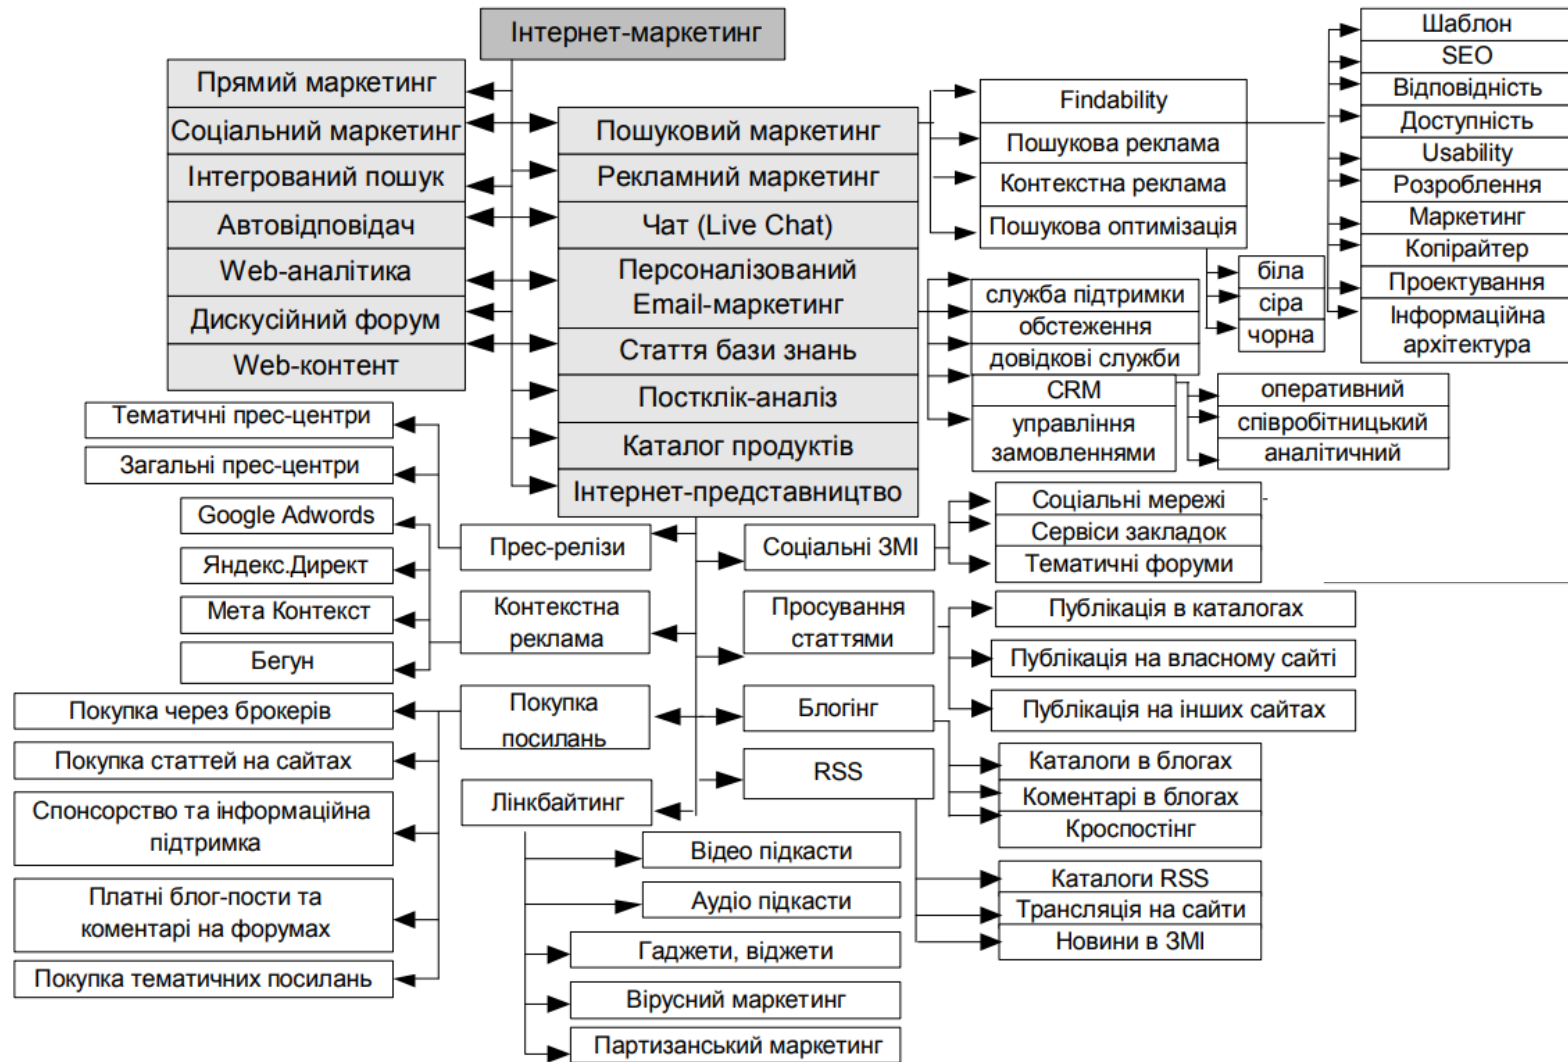 Інтернет-маркетинг
Прямий маркетинг
Соціальний маркетинг
Інтегрований пошук
Автовідповідач
Web-аналітика
Дискусійний форум
Web-контент
Пошуковий маркетинг
Рекламний маркетинг
Чат (Live Chat)
Персоналізований
Email-маркетинг
Стаття бази знань
Постклік-аналіз
Каталог продуктів
Інтернет-представництво
Findability
Пошукова реклама
Контекстна реклама
Пошукова оптимізація
біла
сіра
чорна
Шаблон
SEO
Відповідність
Доступність
Usability
Розроблення
Маркетинг
Копірайтер
Проектування
Інформаційна
архітектура
служба підтримки
обстеження
довідкові служби
CRM
управління
замовленнями
оперативний
співробітницький
аналітичний
Тематичні прес-центри
Загальні прес-центри
Google Adwords
Яндекс.Директ
Мета Контекст
Бегун
Покупка через брокерів
Покупка статтей на сайтах
Спонсорство та інформаційна
підтримка
Платні блог-пости та
коментарі на форумах
Покупка тематичних посилань
Прес-релізи
Контекстна
реклама
Покупка
посилань
Лінкбайтинг
Відео підкасти
Аудіо підкасти
Гаджети, віджети
Вірусний маркетинг
Партизанський маркетинг
Соціальні ЗМІ
Просування
статтями
Блогінг
RSS
Соціальні мережі
Сервіси закладок
Тематичні форуми
Публікація в каталогах
Публікація на власному сайті
Публікація на інших сайтах
Каталоги в блогах
Коментарі в блогах
Кроспостінг
Каталоги RSS
Трансляція на сайти
Новини в ЗМІ